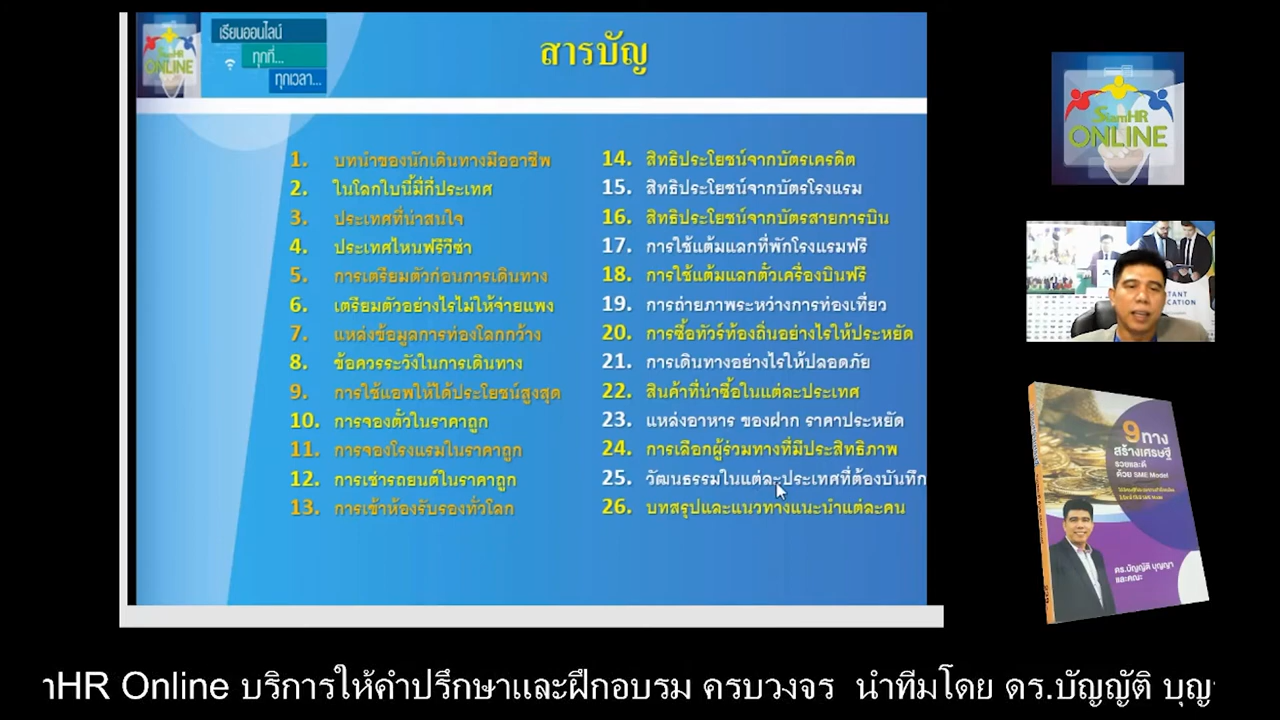 เรียนออนไลน์
ทุกที่...
ทุกเวลา...
ONLINE
สารบัญ
1. บทนำของนักเดินทางมืออาชีพ
2. ในโลกใบนี้มีกี่ประเทศ
3. ประเทศที่น่าสนใจ
4. ประเทศไหนฟรีวีซ่า
5. การเตรียมตัวก่อนการเดินทาง
6. เตรียมตัวอย่างไรไม่ให้จ่ายแพง
7. แหล่งข้อมูลการท่องโลกกว้าง
8. ข้อควรระวังในการเดินทาง
9. การใช้แอพให้ได้ประโยชน์สูงสุด
10. การจองตั๋วในราคาถูก
11. การจองโรงแรมในราคาถูก
12. การเช่ารถยนต์ในราคาถูก
13. การเข้าห้องรับรองทั่วโลก
14. สิทธิประโยชน์จากบัตรเครดิต
15. สิทธิประโยชน์จากบัตรโรงแรม
16. สิทธิประโยชน์จากบัตรสายการบิน
17. การใช้แต้มแลกที่พักโรงแรมฟรี
18. การใช้แต้มแลกตั๋วเครื่องบินฟรี
19. การถ่ายภาพระหว่างการท่องเที่ยว
20. การซื้อทัวร์ท้องถิ่นอย่างไรให้ประหยัด
21. การเดินทางอย่างไรให้ปลอดภัย
22. สินค้าที่น่าซื้อในแต่ละประเทศ
23. แหล่งอาหาร ของฝาก ราคาประหยัด
24. การเลือกผู้ร่วมทางที่มีประสิทธิภาพ
25. วัฒนธรรมในแต่ละประเทศที่ต้องบันทึก
26. บทสรุปและแนวทางแนะนำแต่ละคน
SiamHR
ONLINE
9 ทาง
สร้างเศรษฐี
รวยและดี
ด้วย SME Model
ดร.บัญญัติ บุญญา
และคณะ
HR Online บริการให้คำปรึกษาและฝึกอบรม ครบวงจร นำทีมโดย ดร.บัญญัติ บุญ